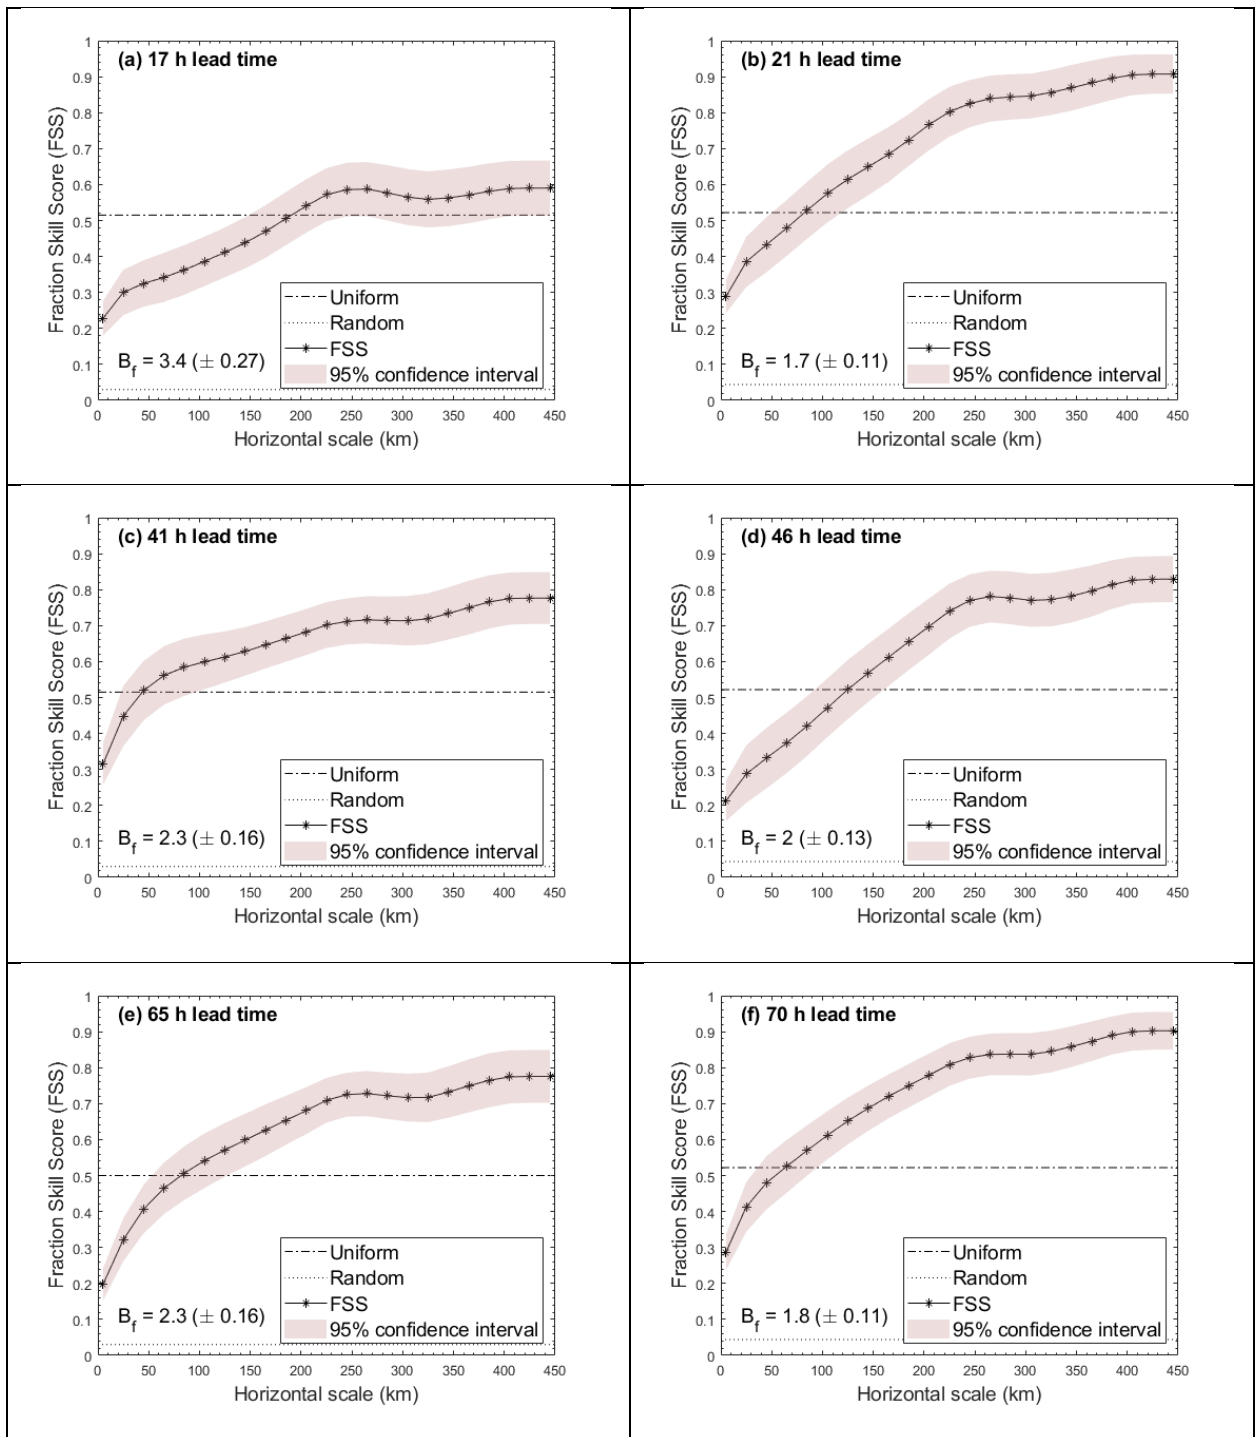 (a) 17 h lead time
Fraction Skill Score (FSS)
1
0.9
0.8
0.7
0.6
0.5
0.4
0.3
0.2
0.1
0
Uniform
Random
FSS
95% confidence interval
B_f = 3.4 (± 0.27)
0 50 100 150 200 250 300 350 400 450
Horizontal scale (km)
(b) 21 h lead time
Fraction Skill Score (FSS)
1
0.9
0.8
0.7
0.6
0.5
0.4
0.3
0.2
0.1
0
Uniform
Random
FSS
95% confidence interval
B_f = 1.7 (± 0.11)
0 50 100 150 200 250 300 350 400 450
Horizontal scale (km)
(c) 41 h lead time
Fraction Skill Score (FSS)
1
0.9
0.8
0.7
0.6
0.5
0.4
0.3
0.2
0.1
0
Uniform
Random
FSS
95% confidence interval
B_f = 2.3 (± 0.16)
0 50 100 150 200 250 300 350 400 450
Horizontal scale (km)
(d) 46 h lead time
Fraction Skill Score (FSS)
1
0.9
0.8
0.7
0.6
0.5
0.4
0.3
0.2
0.1
0
Uniform
Random
FSS
95% confidence interval
B_f = 2 (± 0.13)
0 50 100 150 200 250 300 350 400 450
Horizontal scale (km)
(e) 65 h lead time
Fraction Skill Score (FSS)
1
0.9
0.8
0.7
0.6
0.5
0.4
0.3
0.2
0.1
0
Uniform
Random
FSS
95% confidence interval
B_f = 2.3 (± 0.16)
0 50 100 150 200 250 300 350 400 450
Horizontal scale (km)
(f) 70 h lead time
Fraction Skill Score (FSS)
1
0.9
0.8
0.7
0.6
0.5
0.4
0.3
0.2
0.1
0
Uniform
Random
FSS
95% confidence interval
B_f = 1.8 (± 0.11)
0 50 100 150 200 250 300 350 400 450
Horizontal scale (km)